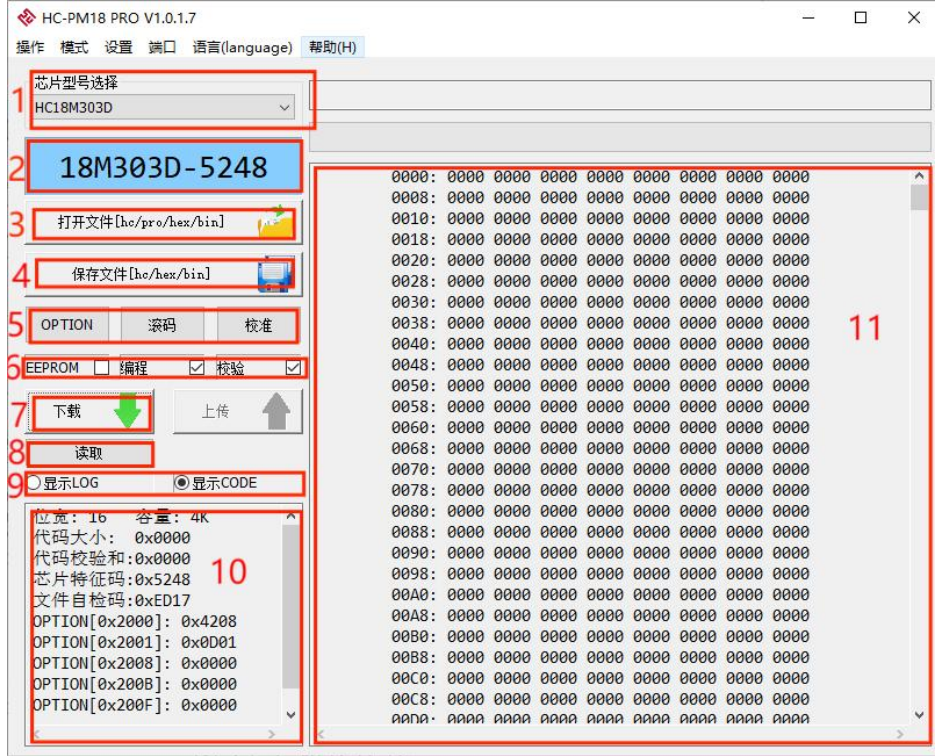 HC-PM18 PRO V1.0.1.7
操作 模式 设置 端口 语言(language) 帮助(H)
芯片型号选择
1 HC18M303D
2 18M303D-5248
3 打开文件[hc/pro/hex/bin]
4 保存文件[hc/hex/bin]
5 OPTION 滚码 校准
6 EEPROM 编程 校验
7 下载 上传
8 读取
9 显示LOG 显示CODE
位宽: 16 容量: 4K
代码大小: 0x0000
代码校验和:0x0000
芯片特征码:0x5248
文件自检码:0xED17
OPTION[0x2000]: 0x4208
OPTION[0x2001]: 0x0D01
OPTION[0x2008]: 0x0000
OPTION[0x200B]: 0x0000
OPTION[0x200F]: 0x0000
10
0000: 0000 0000 0000 0000 0000 0000 0000 0000
0008: 0000 0000 0000 0000 0000 0000 0000 0000
0010: 0000 0000 0000 0000 0000 0000 0000 0000
0018: 0000 0000 0000 0000 0000 0000 0000 0000
0020: 0000 0000 0000 0000 0000 0000 0000 0000
0028: 0000 0000 0000 0000 0000 0000 0000 0000
0030: 0000 0000 0000 0000 0000 0000 0000 0000
0038: 0000 0000 0000 0000 0000 0000 0000 0000
0040: 0000 0000 0000 0000 0000 0000 0000 0000
0048: 0000 0000 0000 0000 0000 0000 0000 0000
0050: 0000 0000 0000 0000 0000 0000 0000 0000
0058: 0000 0000 0000 0000 0000 0000 0000 0000
0060: 0000 0000 0000 0000 0000 0000 0000 0000
0068: 0000 0000 0000 0000 0000 0000 0000 0000
0070: 0000 0000 0000 0000 0000 0000 0000 0000
0078: 0000 0000 0000 0000 0000 0000 0000 0000
0080: 0000 0000 0000 0000 0000 0000 0000 0000
0088: 0000 0000 0000 0000 0000 0000 0000 0000
0090: 0000 0000 0000 0000 0000 0000 0000 0000
0098: 0000 0000 0000 0000 0000 0000 0000 0000
00A0: 0000 0000 0000 0000 0000 0000 0000 0000
00A8: 0000 0000 0000 0000 0000 0000 0000 0000
00B0: 0000 0000 0000 0000 0000 0000 0000 0000
00B8: 0000 0000 0000 0000 0000 0000 0000 0000
00C0: 0000 0000 0000 0000 0000 0000 0000 0000
00C8: 0000 0000 0000 0000 0000 0000 0000 0000
00D0: 0000 0000 0000 0000 0000 0000 0000 0000
11